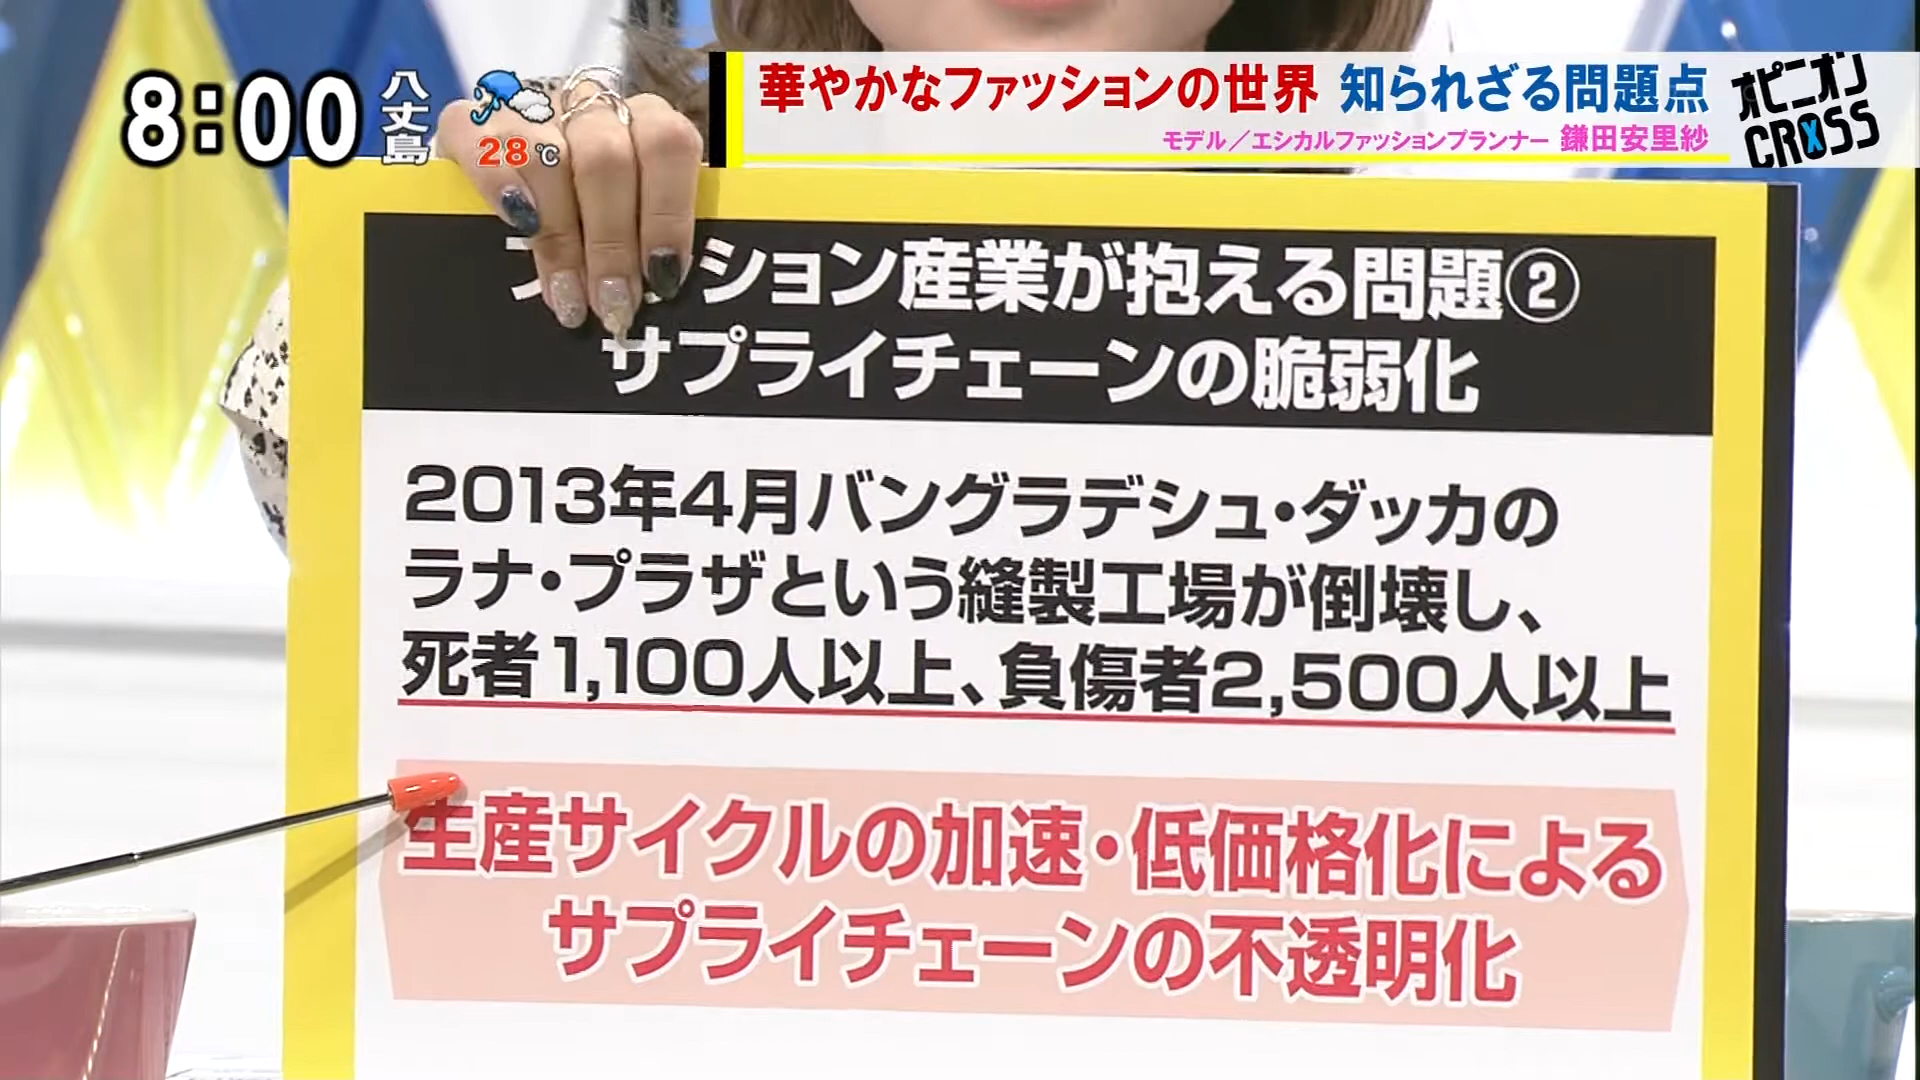 8:00
八丈島
28℃
華やかなファッションの世界 知られざる問題点
モデル／エシカルファッションプランナー 鎌田安里紗
オピニオン
CROSS
ション産業が抱える問題②
サプライチェーンの脆弱化
2013年4月バングラデシュ・ダッカの
ラナ・プラザという縫製工場が倒壊し、
死者1,100人以上、負傷者2,500人以上
生産サイクルの加速・低価格化による
サプライチェーンの不透明化